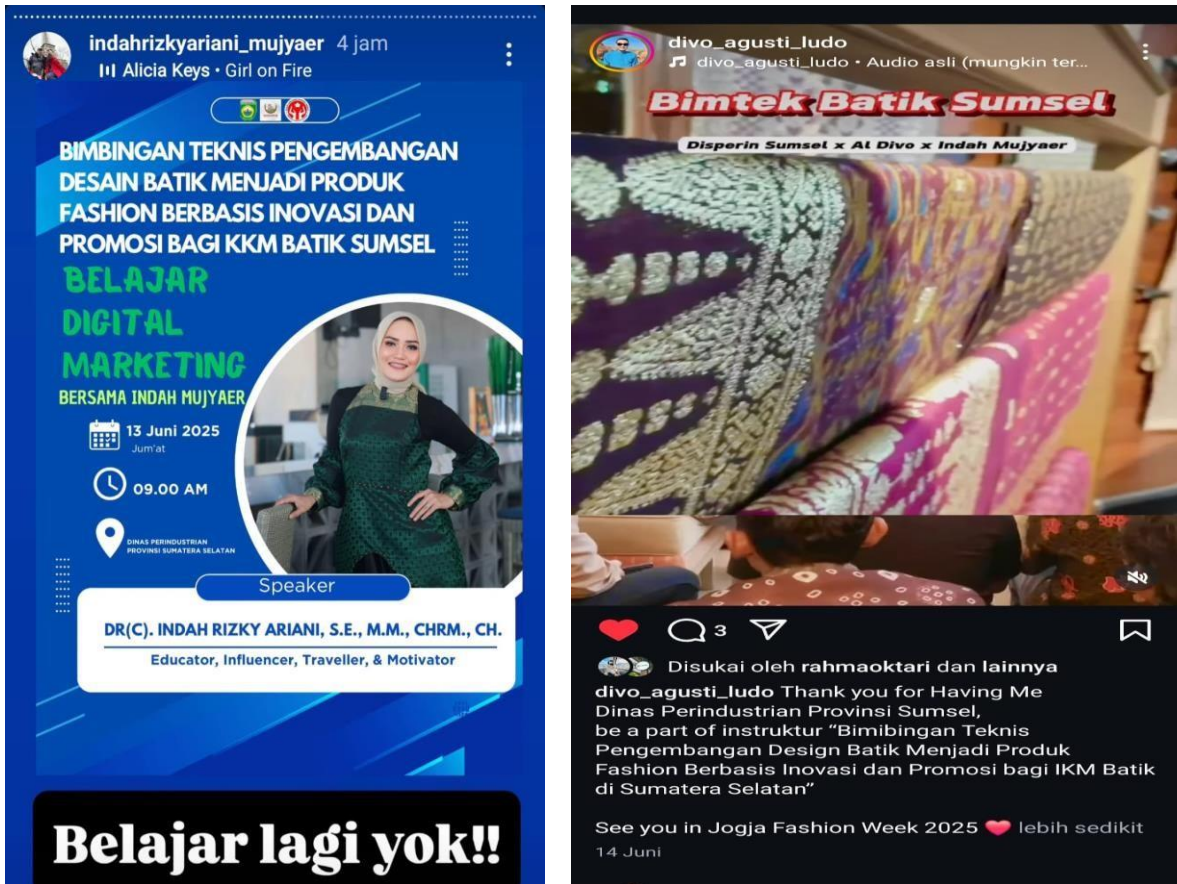 indahrizkyariani_mujyaer 4 jam
Alicia Keys • Girl on Fire
BIMBINGAN TEKNIS PENGEMBANGAN
DESAIN BATIK MENJADI PRODUK
FASHION BERBASIS INOVASI DAN
PROMOSI BAGI KKM BATIK SUMSEL
BELAJAR
DIGITAL
MARKETING
BERSAMA INDAH MUJYAER
13 Juni 2025
Jum'at
09.00 AM
DINAS PERINDUSTRIAN
PROVINSI SUMATERA SELATAN
Speaker
DR(C). INDAH RIZKY ARIANI, S.E., M.M., CHRM., CH.
Educator, Influencer, Traveller, & Motivator
Belajar lagi yok!!
divo_agusti_ludo
divo_agusti_ludo • Audio asli (mungkin ter...
Bimtek Batik Sumsel
Disperin Sumsel x Al Divo x Indah Mujyaer
3
Disukai oleh rahmaoktari dan lainnya
divo_agusti_ludo Thank you for Having Me
Dinas Perindustrian Provinsi Sumsel,
be a part of instruktur “Bimibingan Teknis
Pengembangan Design Batik Menjadi Produk
Fashion Berbasis Inovasi dan Promosi bagi IKM Batik
di Sumatera Selatan”
See you in Jogja Fashion Week 2025 ❤️ lebih sedikit
14 Juni